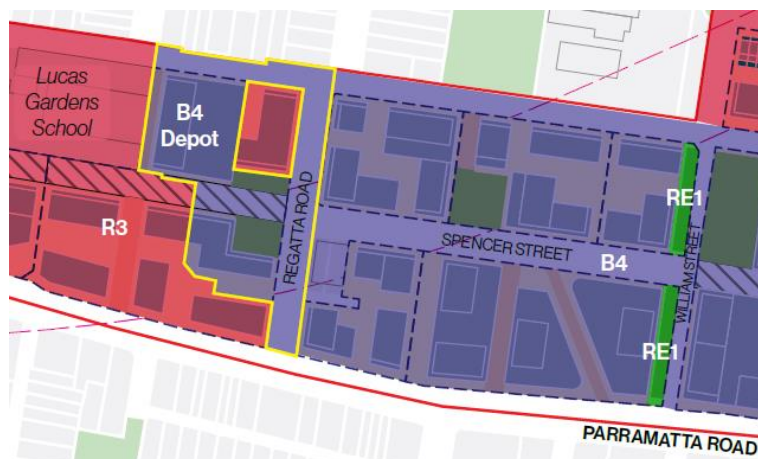 Lucas
Gardens
School
B4
Depot
R3
REGATTA ROAD
SPENCER STREET
B4
RE1
WILLIAM STREET
RE1
PARRAMATTA ROAD